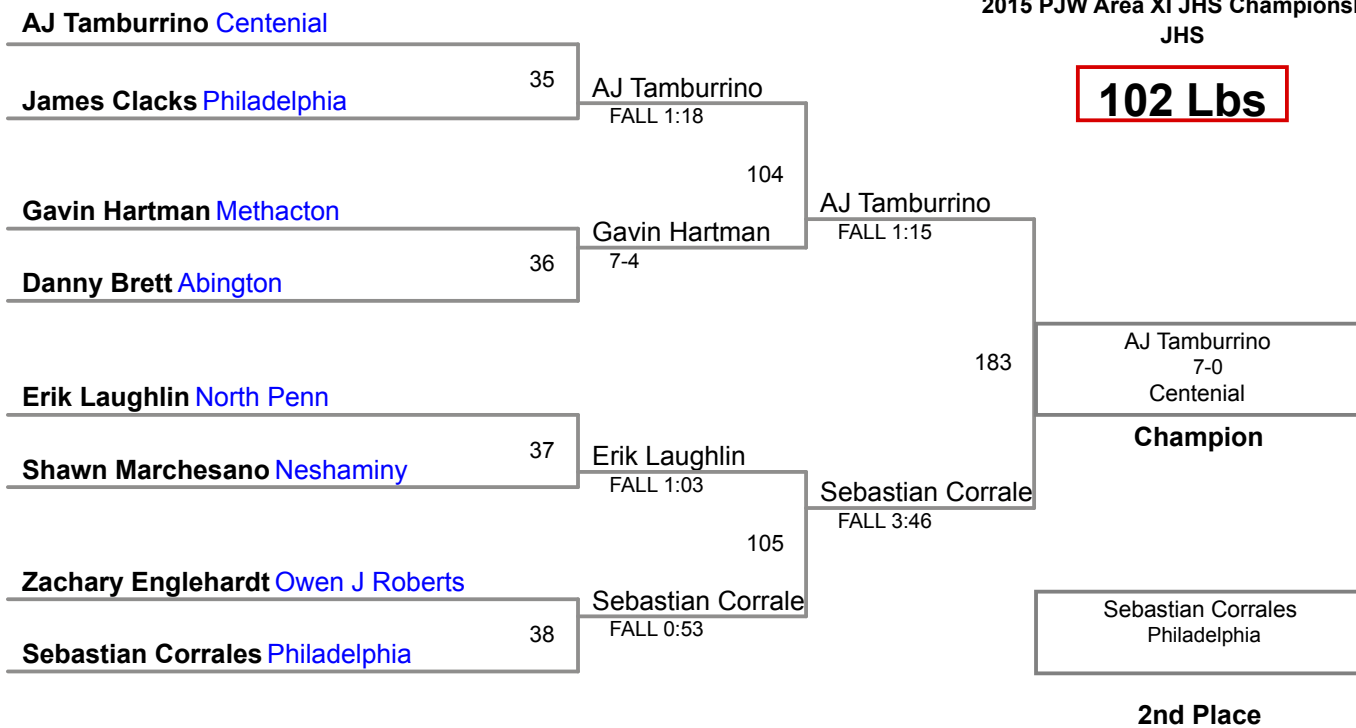 2015 PJW Area XI JHS Championsh
JHS
102 Lbs
AJ Tamburrino Centenial
James Clacks Philadelphia
35
AJ Tamburrino
FALL 1:18
Gavin Hartman Methacton
Danny Brett Abington
36
Gavin Hartman
7-4
104
AJ Tamburrino
FALL 1:15
Erik Laughlin North Penn
Shawn Marchesano Neshaminy
37
Erik Laughlin
FALL 1:03
Zachary Englehardt Owen J Roberts
Sebastian Corrales Philadelphia
38
Sebastian Corrale
FALL 0:53
105
Sebastian Corrale
FALL 3:46
183
AJ Tamburrino
7-0
Centenial
Champion
Sebastian Corrales
Philadelphia
2nd Place